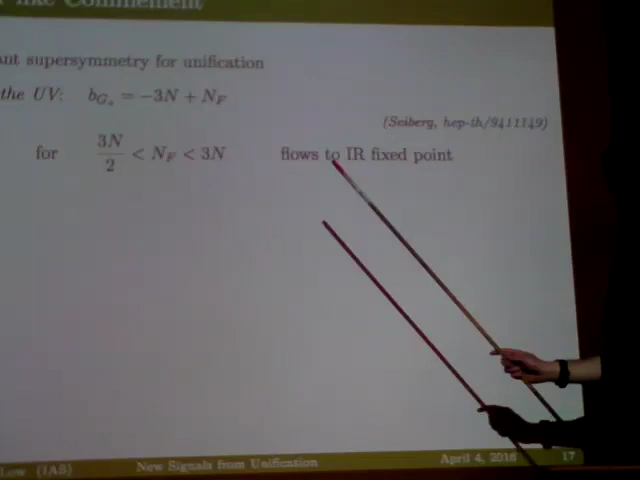 like Confinement
ant supersymmetry for unification
the UV: b_{G_s} = −3N + N_F
(Seiberg, hep-th/9411149)
for 3N/2 < N_F < 3N flows to IR fixed point
Low (IAS) New Signals from Unification April 4, 2016 17